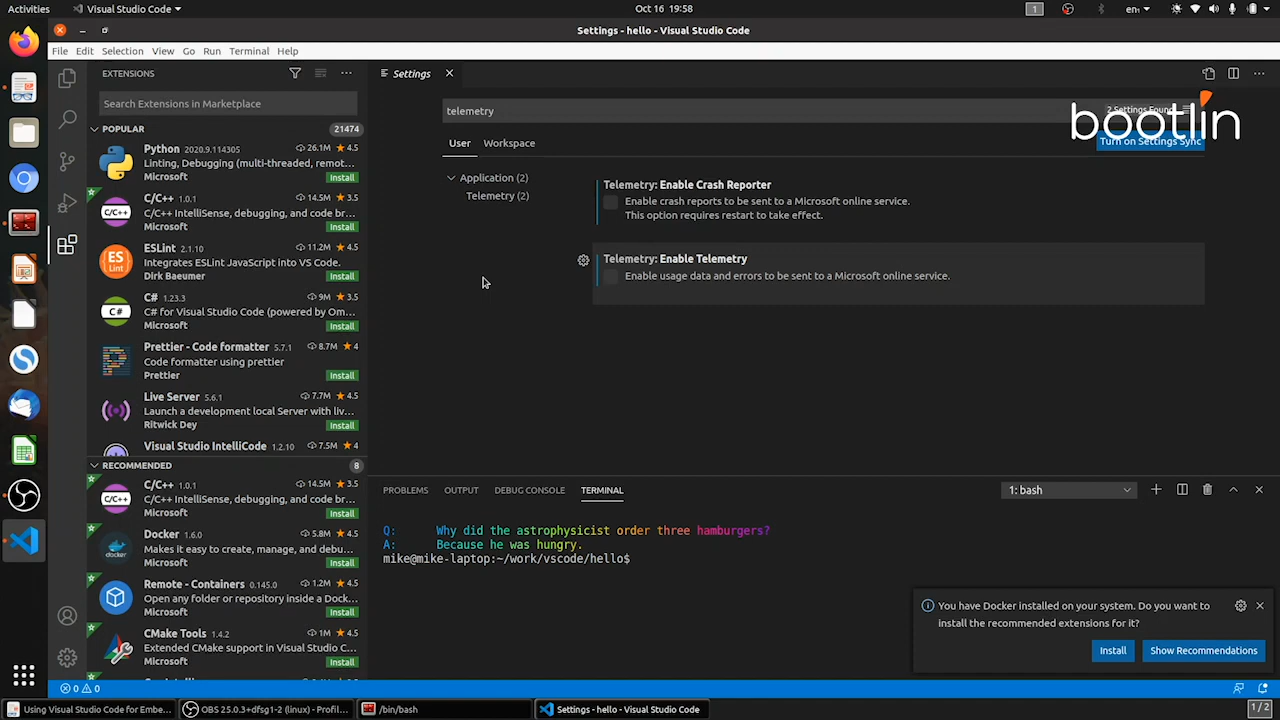 Activities
Visual Studio Code
Oct 16 19:58
1
en
Settings - hello - Visual Studio Code
File Edit Selection View Go Run Terminal Help
EXTENSIONS
Search Extensions in Marketplace
POPULAR
21474
Python 2020.9.114305 26.1M 4.5
Linting, Debugging (multi-threaded, remot...
Microsoft Install
C/C++ 1.0.1 14.5M 3.5
C/C++ IntelliSense, debugging, and code br...
Microsoft Install
ES
Lint
ESLint 2.1.10 11.2M 4.5
Integrates ESLint JavaScript into VS Code.
Dirk Baeumer Install
C# 1.23.3 9M 3.5
C# for Visual Studio Code (powered by Om...
Microsoft Install
Prettier - Code formatter 5.7.1 8.7M 4
Code formatter using prettier
Prettier Install
Live Server 5.6.1 7.7M 4.5
Launch a development local Server with liv...
Ritwick Dey Install
Visual Studio IntelliCode 1.2.10 7.5M 4
RECOMMENDED
8
C/C++ 1.0.1 14.5M 3.5
C/C++ IntelliSense, debugging, and code br...
Microsoft Install
docker
Docker 1.6.0 5.8M 4.5
Makes it easy to create, manage, and debu...
Microsoft Install
Remote - Containers 0.145.0 1.2M 4.5
Open any folder or repository inside a Dock...
Microsoft Install
CMake Tools 1.4.2 1M 4.5
Extended CMake support in Visual Studio C...
Microsoft Install
Settings
telemetry
2 Settings Found
bootlin
Turn on Settings Sync
User Workspace
Application (2)
Telemetry (2)
Telemetry: Enable Crash Reporter
Enable crash reports to be sent to a Microsoft online service.
This option requires restart to take effect.
Telemetry: Enable Telemetry
Enable usage data and errors to be sent to a Microsoft online service.
PROBLEMS OUTPUT DEBUG CONSOLE TERMINAL
1: bash
Q: Why did the astrophysicist order three hamburgers?
A: Because he was hungry.
mike@mike-laptop:~/work/vscode/hello$
You have Docker installed on your system. Do you want to
install the recommended extensions for it?
Install
Show Recommendations
0 0
Using Visual Studio Code for Embe...
OBS 25.0.3+dfsg1-2 (linux) - Profil...
/bin/bash
Settings - hello - Visual Studio Code
1/2